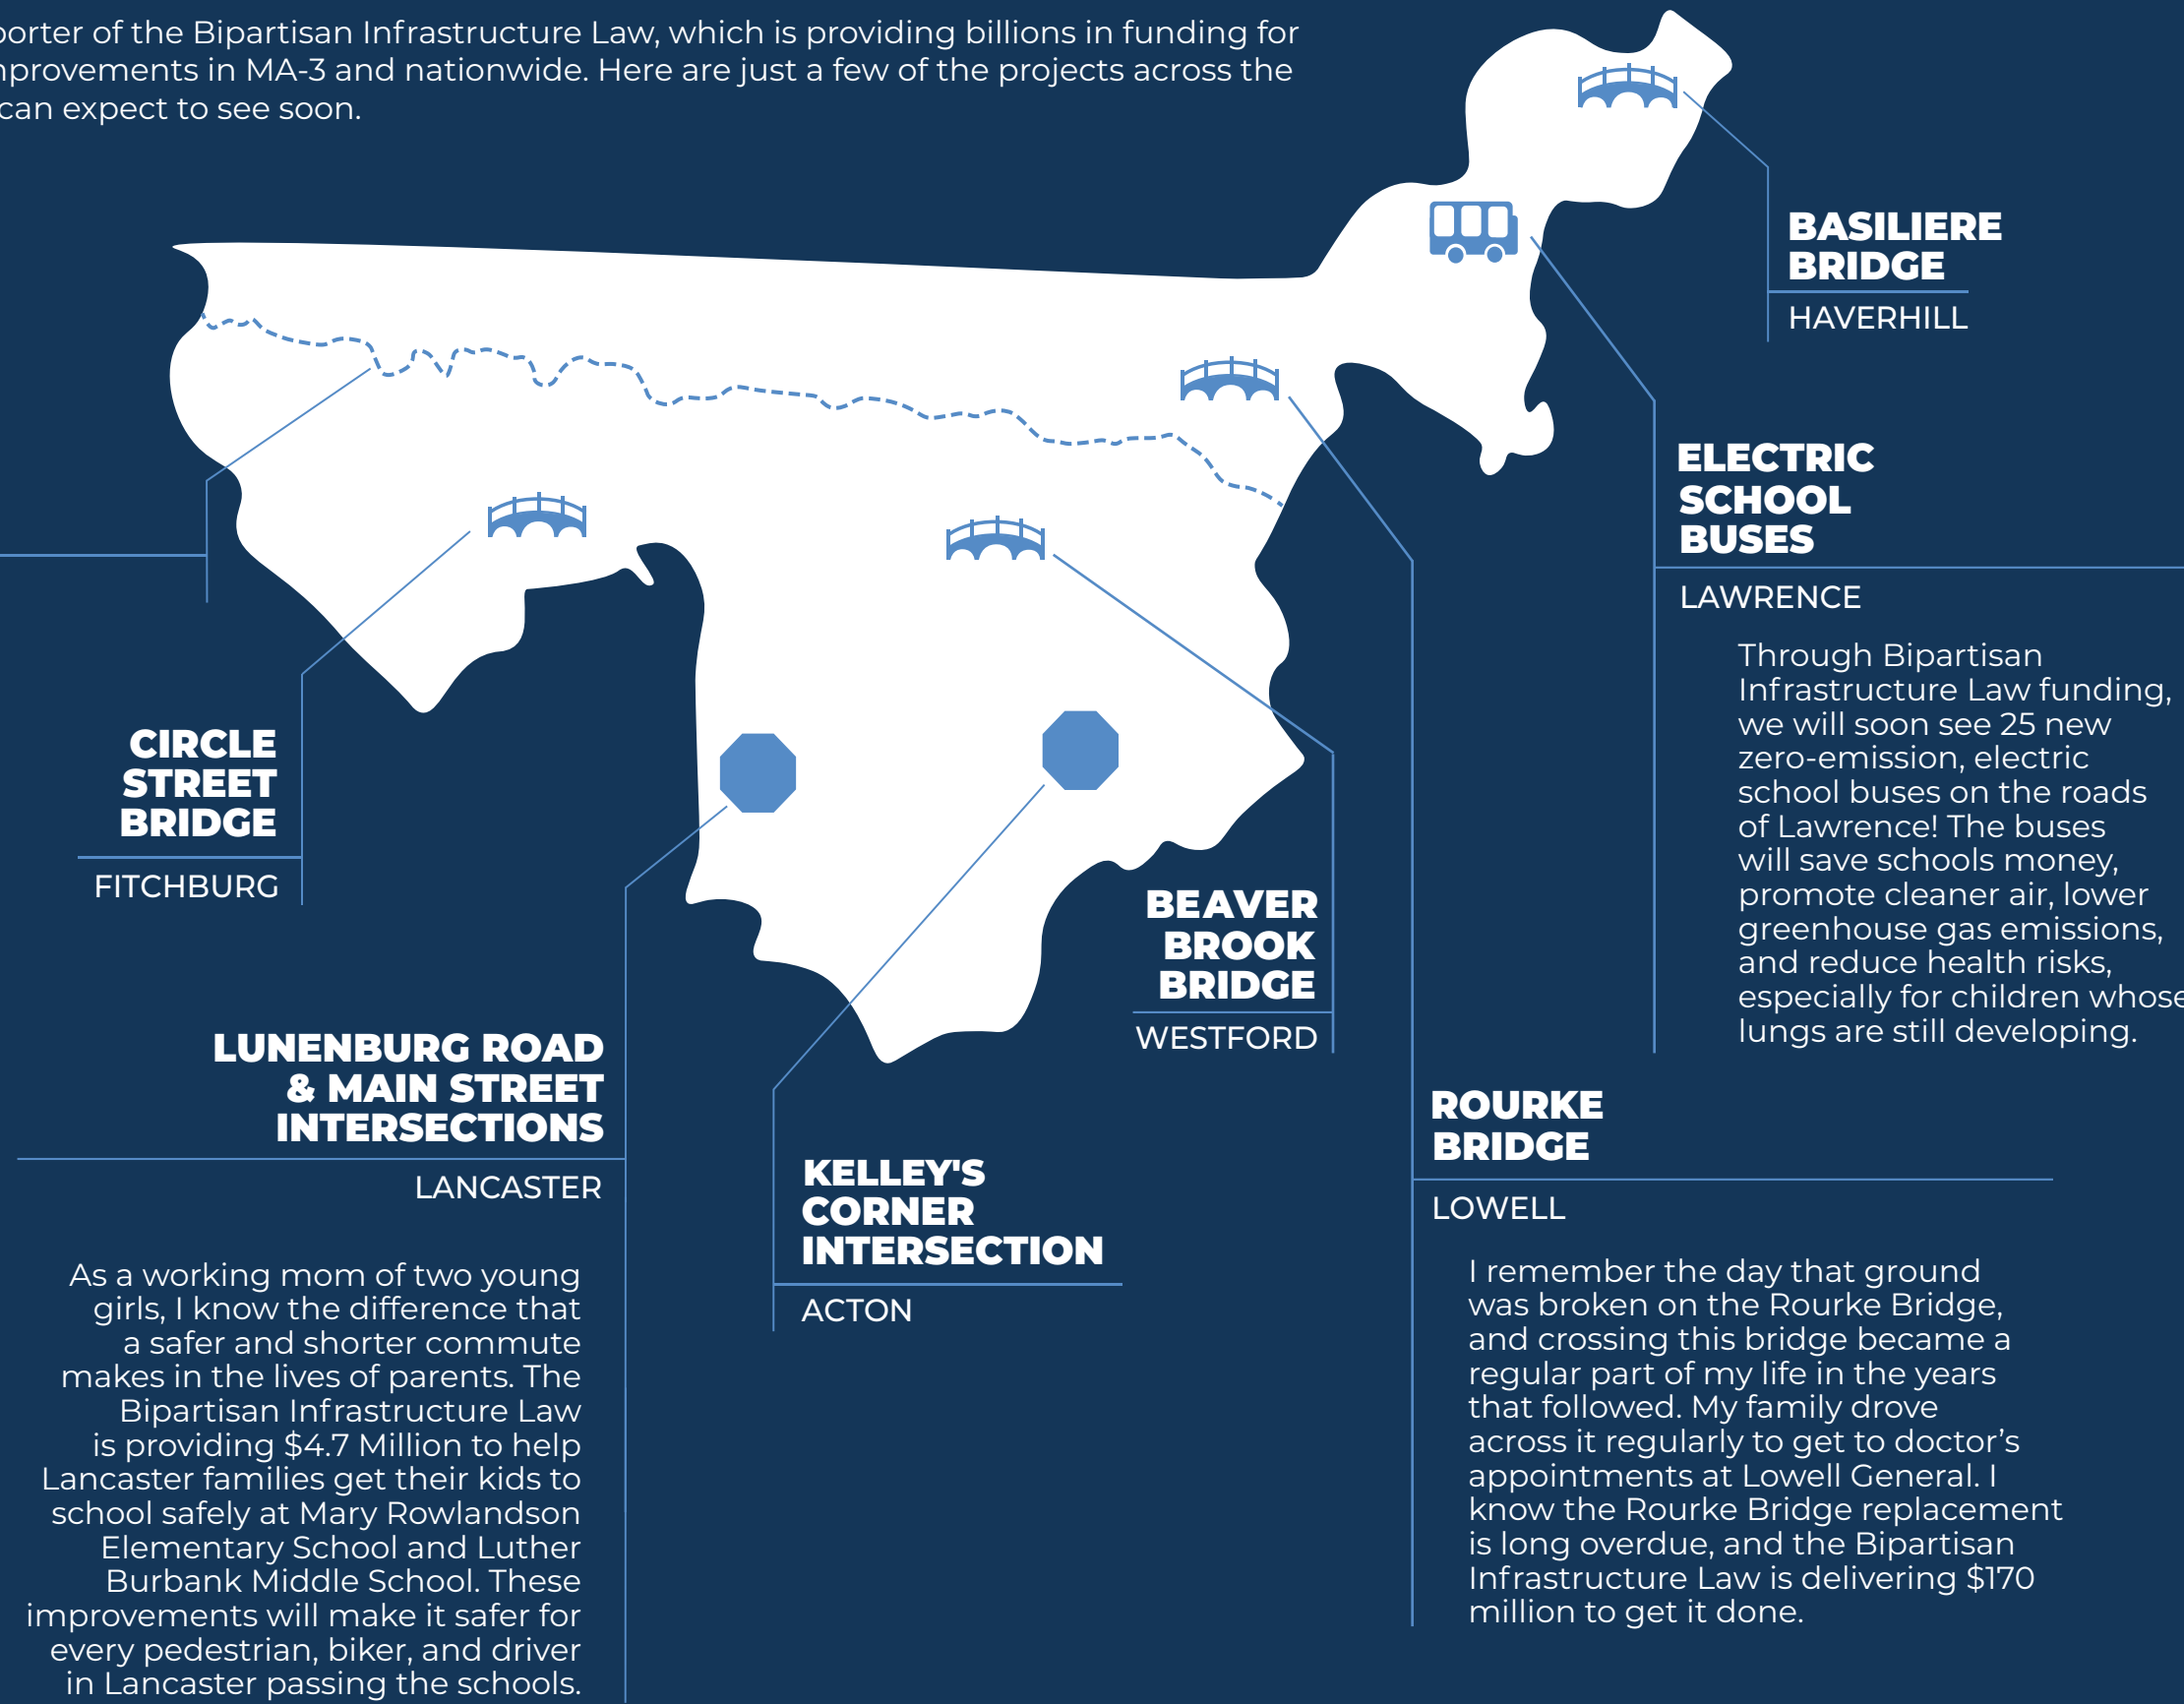 of the Bipartisan Infrastructure Law, which is providing billions in funding for
in MA-3 and nationwide. Here are just a few of the projects across the
can expect to see soon.
BASILIERE
BRIDGE
HAVERHILL
ELECTRIC
SCHOOL
BUSES
LAWRENCE
Through Bipartisan
Infrastructure Law funding,
we will soon see 25 new
zero-emission, electric
school buses on the roads
of Lawrence! The buses
will save schools money,
promote cleaner air, lower
greenhouse gas emissions,
and reduce health risks,
especially for children whose
lungs are still developing.
CIRCLE
STREET
BRIDGE
FITCHBURG
BEAVER
BROOK
BRIDGE
WESTFORD
LUNENBURG ROAD
& MAIN STREET
INTERSECTIONS
LANCASTER
As a working mom of two young
girls, I know the difference that
a safer and shorter commute
makes in the lives of parents. The
Bipartisan Infrastructure Law
is providing $4.7 Million to help
Lancaster families get their kids to
school safely at Mary Rowlandson
Elementary School and Luther
Burbank Middle School. These
improvements will make it safer for
every pedestrian, biker, and driver
in Lancaster passing the schools.
KELLEY'S
CORNER
INTERSECTION
ACTON
ROURKE
BRIDGE
LOWELL
I remember the day that ground
was broken on the Rourke Bridge,
and crossing this bridge became a
regular part of my life in the years
that followed. My family drove
across it regularly to get to doctor’s
appointments at Lowell General. I
know the Rourke Bridge replacement
is long overdue, and the Bipartisan
Infrastructure Law is delivering $170
million to get it done.